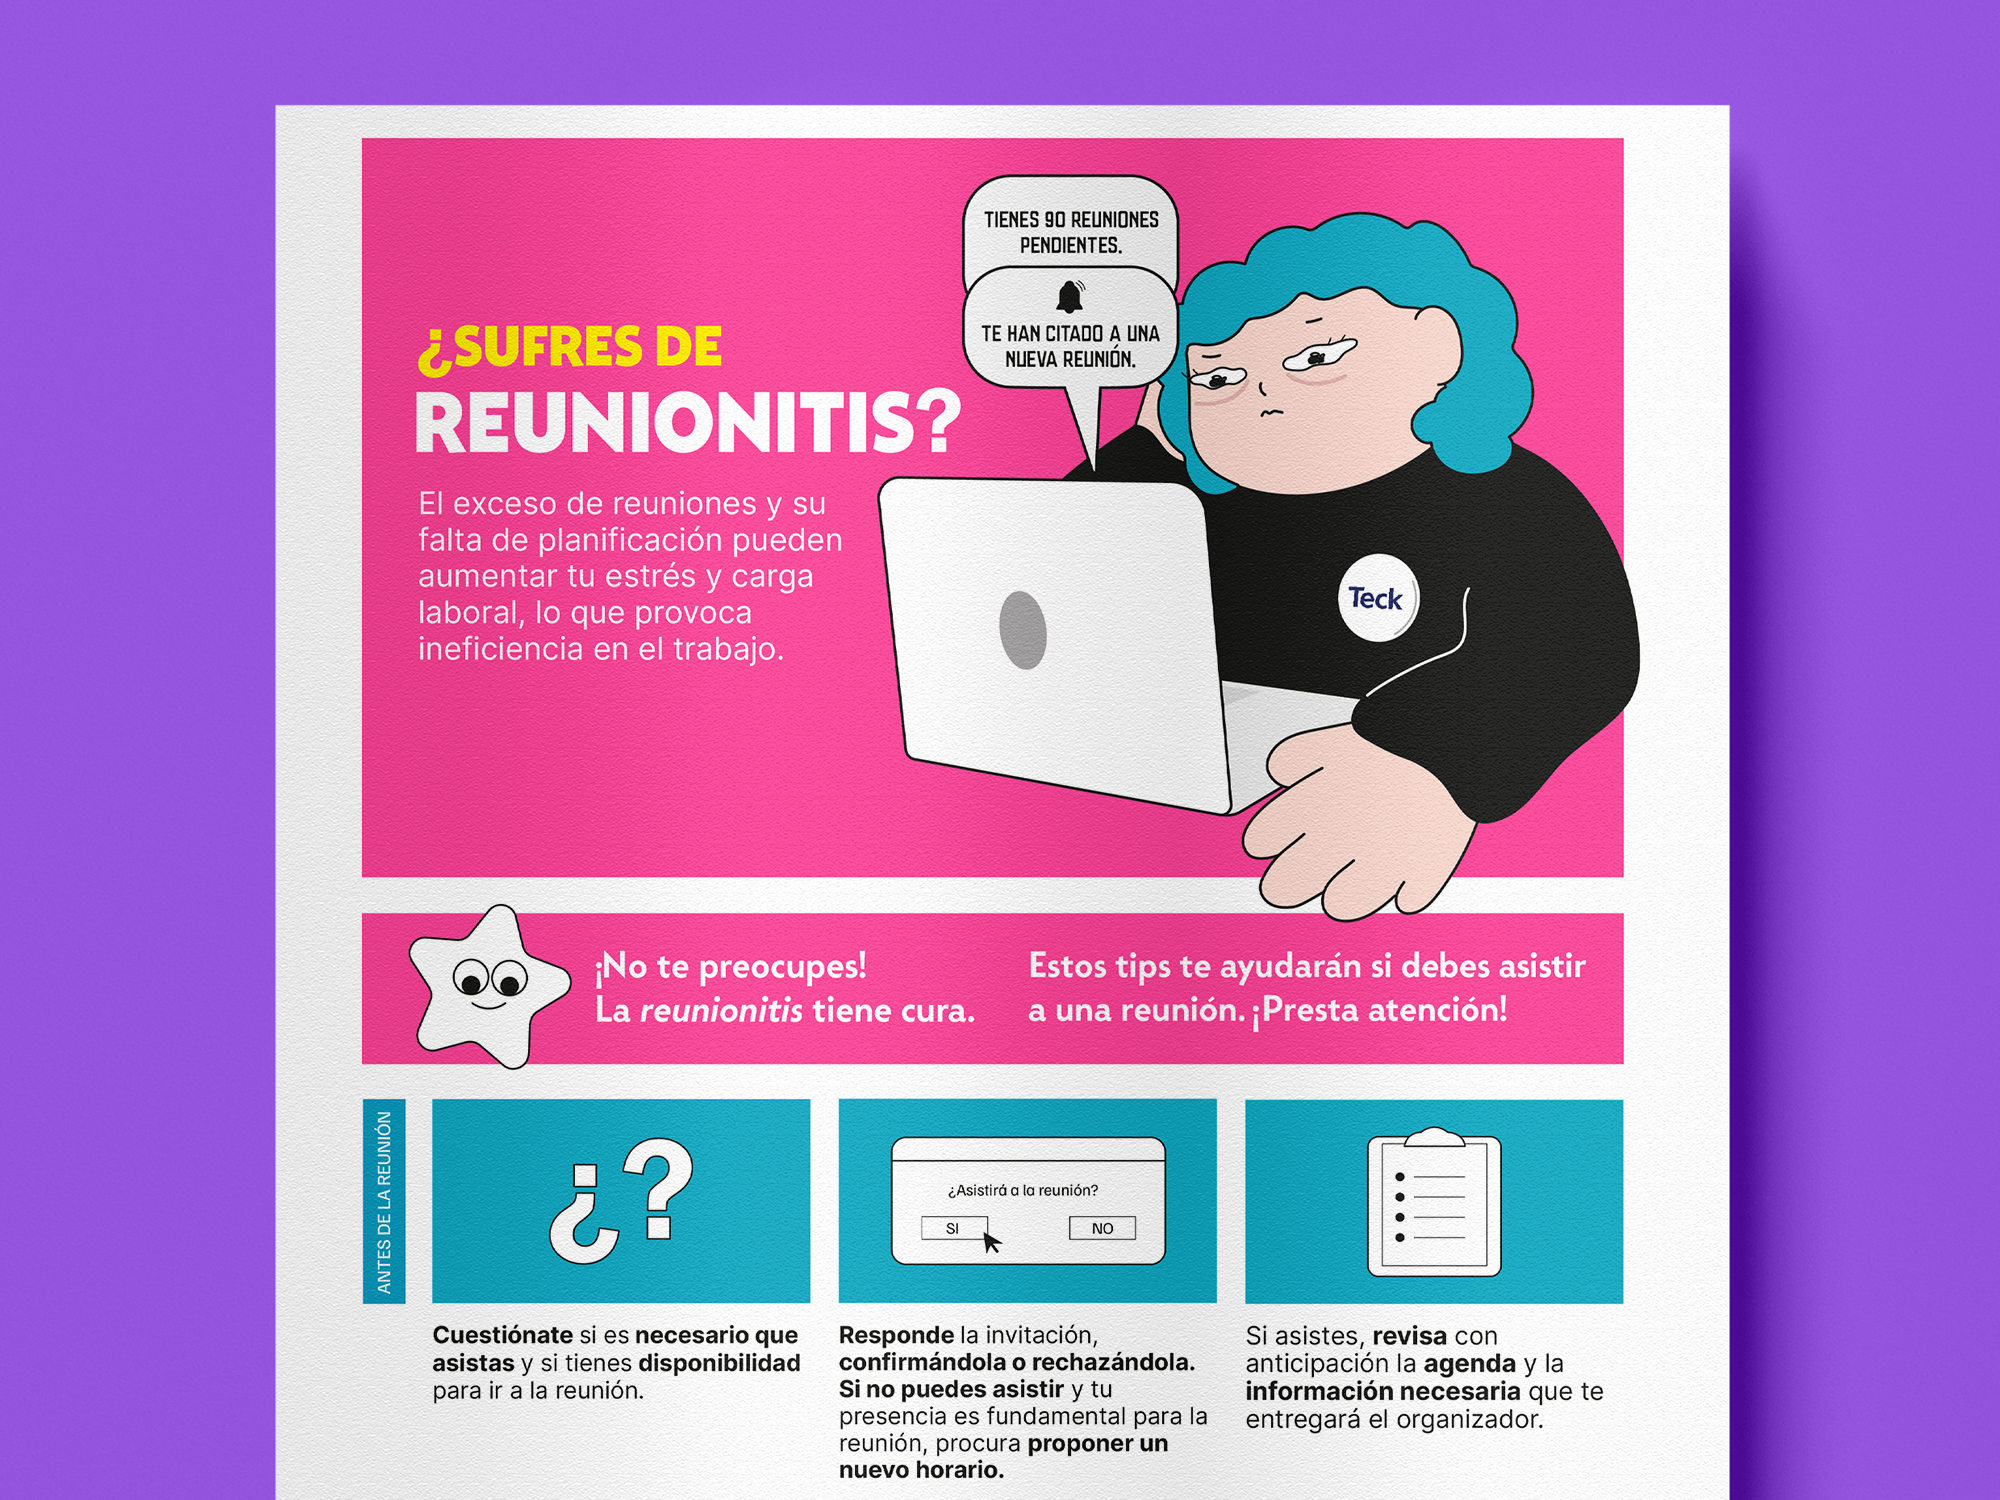 TIENES 90 REUNIONES
PENDIENTES.
TE HAN CITADO A UNA
NUEVA REUNIÓN.
¿SUFRES DE
REUNIONITIS?
El exceso de reuniones y su
falta de planificación pueden
aumentar tu estrés y carga
laboral, lo que provoca
ineficiencia en el trabajo.
Teck
¡No te preocupes!
La reunionitis tiene cura.
Estos tips te ayudarán si debes asistir
a una reunión. ¡Presta atención!
ANTES DE LA REUNIÓN
¿?
¿Asistirá a la reunión?
SI
NO
Cuestiónate si es necesario que
asistas y si tienes disponibilidad
para ir a la reunión.
Responde la invitación,
confirmándola o rechazándola.
Si no puedes asistir y tu
presencia es fundamental para la
reunión, procura proponer un
nuevo horario.
Si asistes, revisa con
anticipación la agenda y la
información necesaria que te
entregará el organizador.